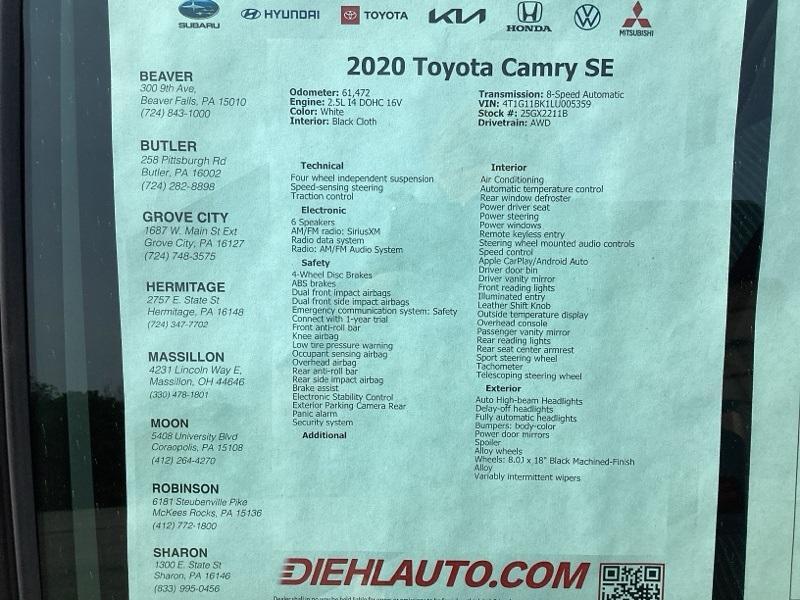 SUBARU HYUNDAI TOYOTA KIA HONDA MITSUBISHI
2020 Toyota Camry SE
Odometer: 61,472
Engine: 2.5L I4 DOHC 16V
Color: White
Interior: Black Cloth
Transmission: 8-Speed Automatic
VIN: 4T1G11BK1LU005359
Stock #: 25GX2211B
Drivetrain: AWD
BEAVER
300 9th Ave,
Beaver Falls, PA 15010
(724) 843-1000
BUTLER
258 Pittsburgh Rd
Butler, PA 16002
(724) 282-8898
GROVE CITY
1687 W. Main St Ext
Grove City, PA 16127
(724) 748-3575
HERMITAGE
2757 E. State St
Hermitage, PA 16148
(724) 347-7702
MASSILLON
4231 Lincoln Way E,
Massillon, OH 44646
(330) 478-1801
MOON
5408 University Blvd
Coraopolis, PA 15108
(412) 264-4270
ROBINSON
6181 Steubenville Pike
McKees Rocks, PA 15136
(412) 772-1800
SHARON
1300 E. State St
Sharon, PA 16146
(833) 995-0456
Technical
Four wheel independent suspension
Speed-sensing steering
Traction control
Electronic
6 Speakers
AM/FM radio: SiriusXM
Radio data system
Radio: AM/FM Audio System
Safety
4-Wheel Disc Brakes
ABS brakes
Dual front impact airbags
Dual front side impact airbags
Emergency communication system: Safety
Connect with 1-year trial
Front anti-roll bar
Knee airbag
Low tire pressure warning
Occupant sensing airbag
Overhead airbag
Rear anti-roll bar
Rear side impact airbag
Brake assist
Electronic Stability Control
Exterior Parking Camera Rear
Panic alarm
Security system
Additional
Interior
Air Conditioning
Automatic temperature control
Rear window defroster
Power driver seat
Power steering
Power windows
Remote keyless entry
Steering wheel mounted audio controls
Speed control
Apple CarPlay/Android Auto
Driver door bin
Driver vanity mirror
Front reading lights
Illuminated entry
Leather Shift Knob
Outside temperature display
Overhead console
Passenger vanity mirror
Rear reading lights
Rear seat center armrest
Sport steering wheel
Tachometer
Telescoping steering wheel
Exterior
Auto High-beam Headlights
Delay-off headlights
Fully automatic headlights
Bumpers: body-color
Power door mirrors
Spoiler
Alloy wheels
Wheels: 8.0J x 18" Black Machined-Finish
Alloy
Variably intermittent wipers
DIEHLAUTO.COM